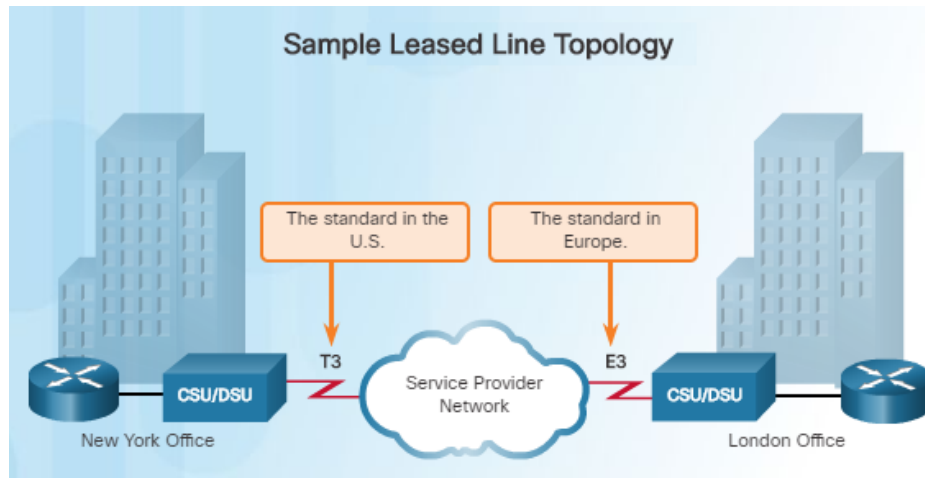 Sample Leased Line Topology
The standard in the
U.S.
The standard in
Europe.
T3
E3
Service Provider
Network
CSU/DSU
CSU/DSU
New York Office
London Office